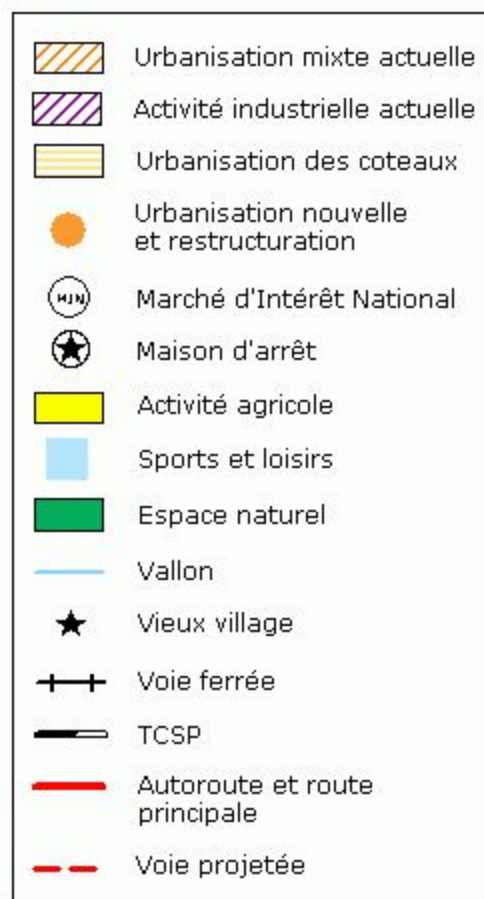 Urbanisation mixte actuelle
Activité industrielle actuelle
Urbanisation des coteaux
Urbanisation nouvelle
et restructuration
MIN
Marché d'Intérêt National
Maison d'arrêt
Activité agricole
Sports et loisirs
Espace naturel
Vallon
Vieux village
Voie ferrée
TCSP
Autoroute et route
principale
Voie projetée